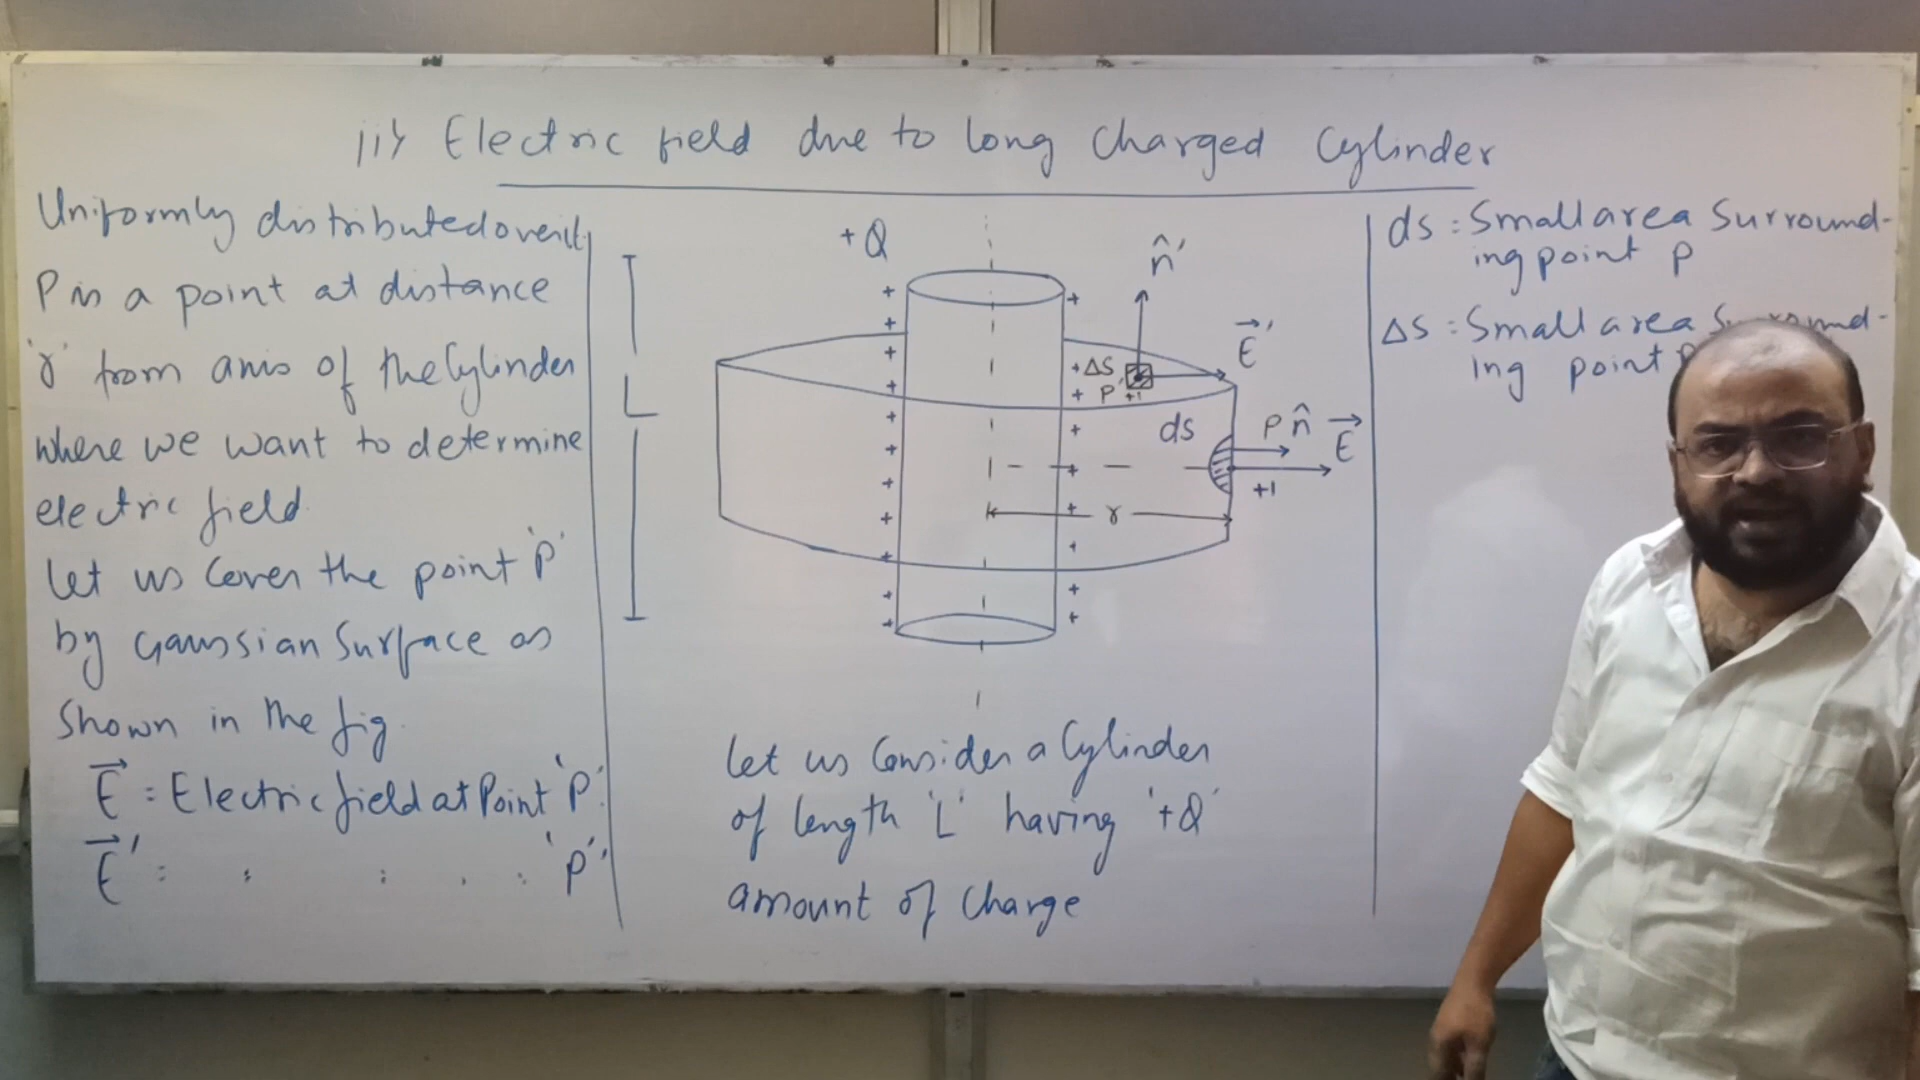 iiy Electric field due to long Charged Cylinder
Uniformly distributed over it,
P is a point at distance
'r' from axis of the Cylinder
where we want to determine
electric field
Let us Cover the point 'P'
by Gaussian Surface as
Shown in the fig.
E⃗ : Electric field at Point 'P'.
E⃗′ : : : . : 'P′'
+Q
L
n̂′
E⃗′
+ΔS
P′
+1
ds
P n̂ E⃗
+1
r
Let us Consider a Cylinder
of length 'L' having '+Q'
amount of Charge
ds : Small area Surround-
ing point P
ΔS : Small area Surround-
ing point